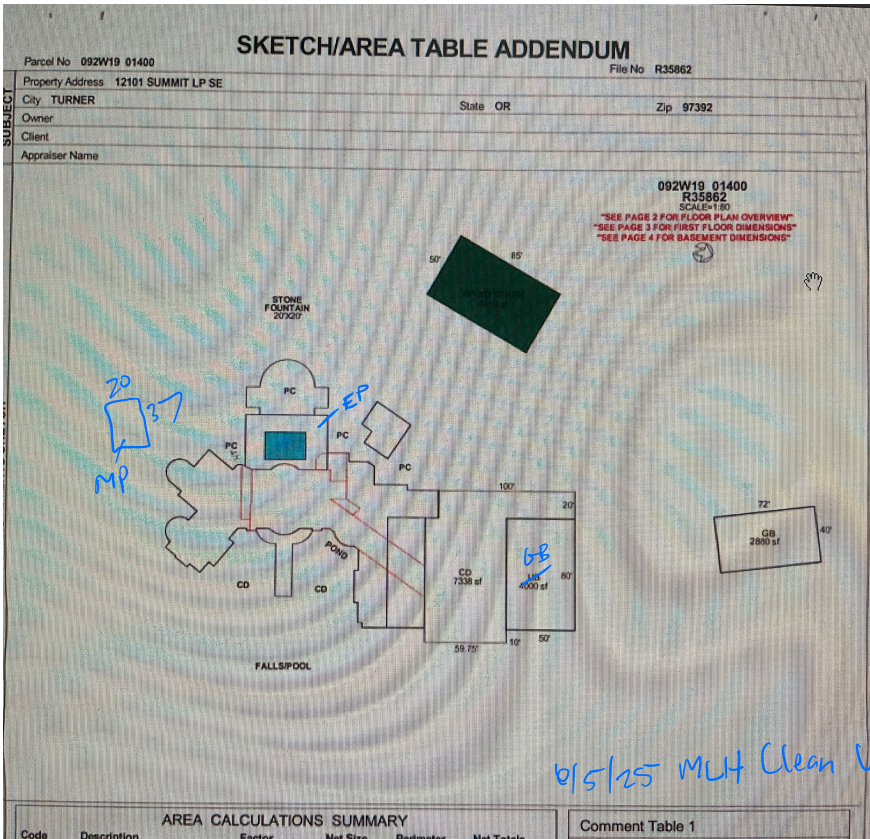 SKETCH/AREA TABLE ADDENDUM
Parcel No 092W19 01400
File No R35862
SUBJECT
Property Address 12101 SUMMIT LP SE
City TURNER
State OR
Zip 97392
Owner
Client
Appraiser Name
092W19 01400
R35862
SCALE=1:80
"SEE PAGE 2 FOR FLOOR PLAN OVERVIEW"
"SEE PAGE 3 FOR FIRST FLOOR DIMENSIONS"
"SEE PAGE 4 FOR BASEMENT DIMENSIONS"
50'
85'
STONE
FOUNTAIN
20'X20'
20
37
MP
PC
EP
PC
PC
PC
100'
20'
72'
GB
2880 sf
40'
GB
CD
7338 sf
4000 sf
80'
POND
CD
CD
59.75'
10'
50'
FALLS/POOL
6/5/25 MLH Clean
AREA CALCULATIONS SUMMARY
Comment Table 1
Code
Description
Factor
Net Size
Perimeter
Net Totals